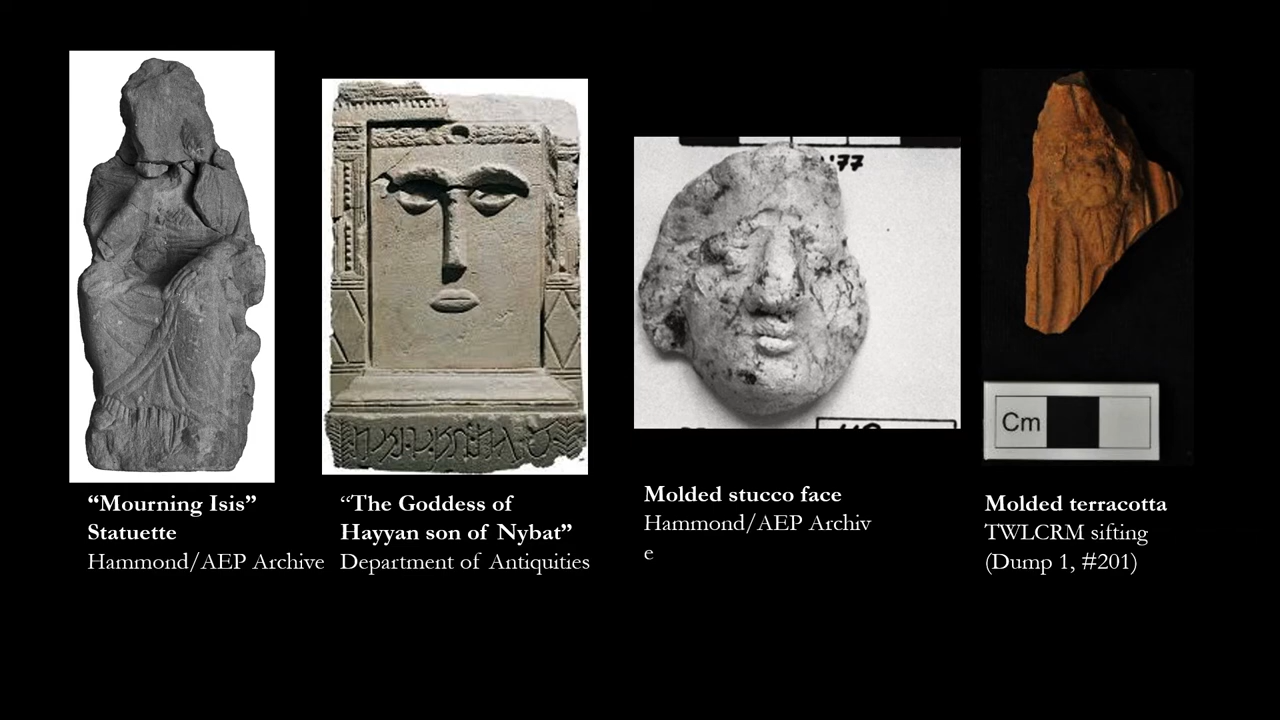 '77
“Mourning Isis”
Statuette
Hammond/AEP Archive
“The Goddess of
Hayyan son of Nybat”
Department of Antiquities
Molded stucco face
Hammond/AEP Archiv
e
Cm
Molded terracotta
TWLCRM sifting
(Dump 1, #201)